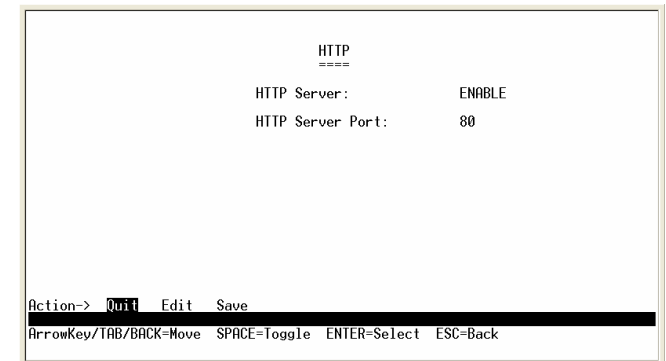 HTTP
====
HTTP Server: ENABLE
HTTP Server Port: 80
Action-> Quit Edit Save
ArrowKey/TAB/BACK=Move SPACE=Toggle ENTER=Select ESC=Back